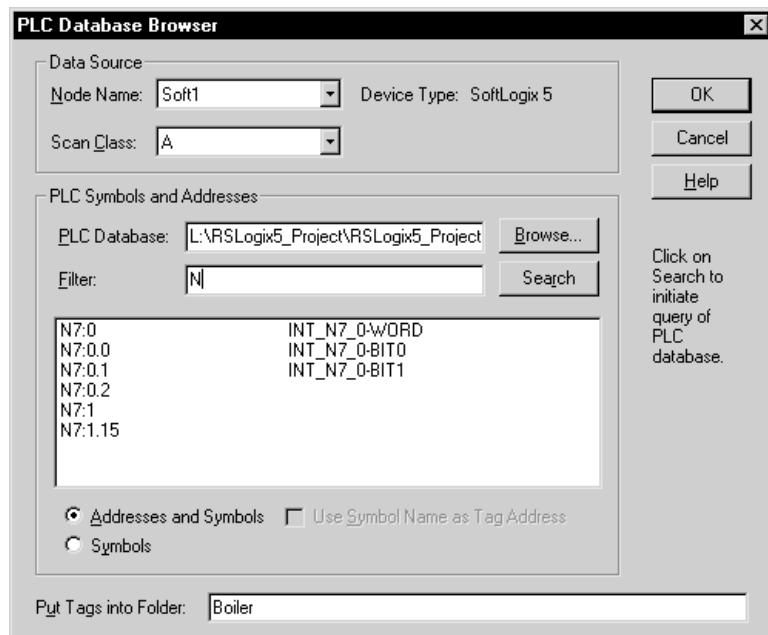 PLC Database Browser
Data Source
Node Name: Soft1 Device Type: SoftLogix 5
Scan Class: A
OK
Cancel
Help
PLC Symbols and Addresses
PLC Database: L:\RSLogix5_Project\RSLogix5_Project Browse...
Filter: N Search
Click on
Search to
initiate
query of
PLC
database.
N7:0 INT_N7_0-WORD
N7:0.0 INT_N7_0-BIT0
N7:0.1 INT_N7_0-BIT1
N7:0.2
N7:1
N7:1.15
Addresses and Symbols Use Symbol Name as Tag Address
Symbols
Put Tags into Folder: Boiler